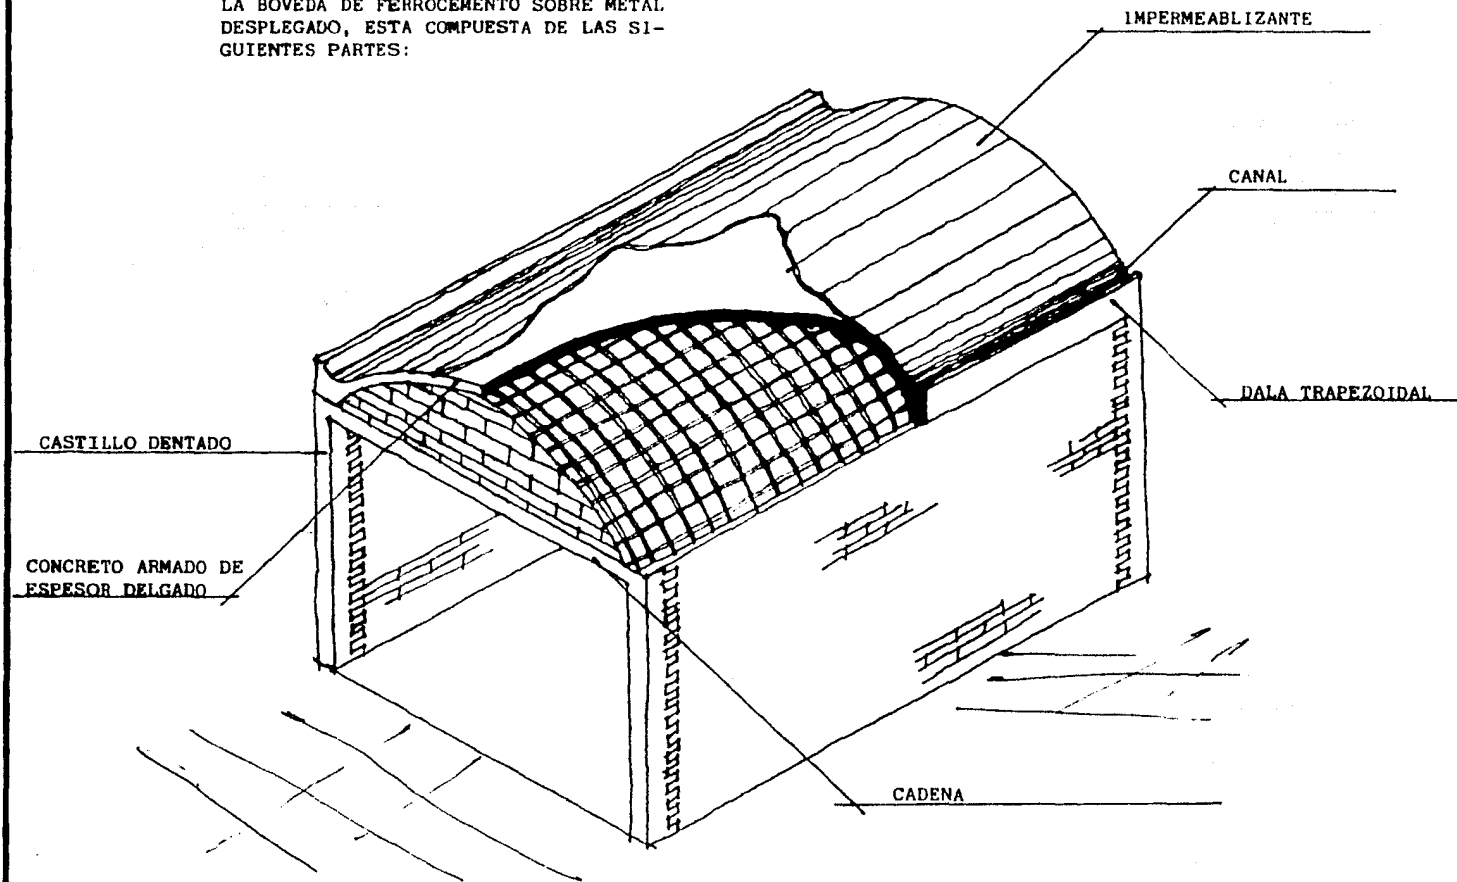 LA BOVEDA DE FERROCEMENTO SOBRE METAL
DESPLEGADO, ESTA COMPUESTA DE LAS SI-
GUIENTES PARTES:
IMPERMEABLIZANTE
CANAL
DALA TRAPEZOIDAL
CASTILLO DENTADO
CONCRETO ARMADO DE
ESPESOR DELGADO
CADENA